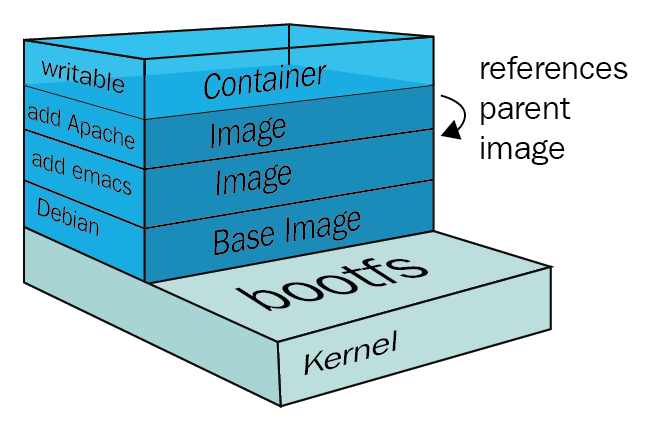 writable
Container
references
parent
image
add Apache
Image
add emacs
Image
Debian
Base Image
bootfs
Kernel